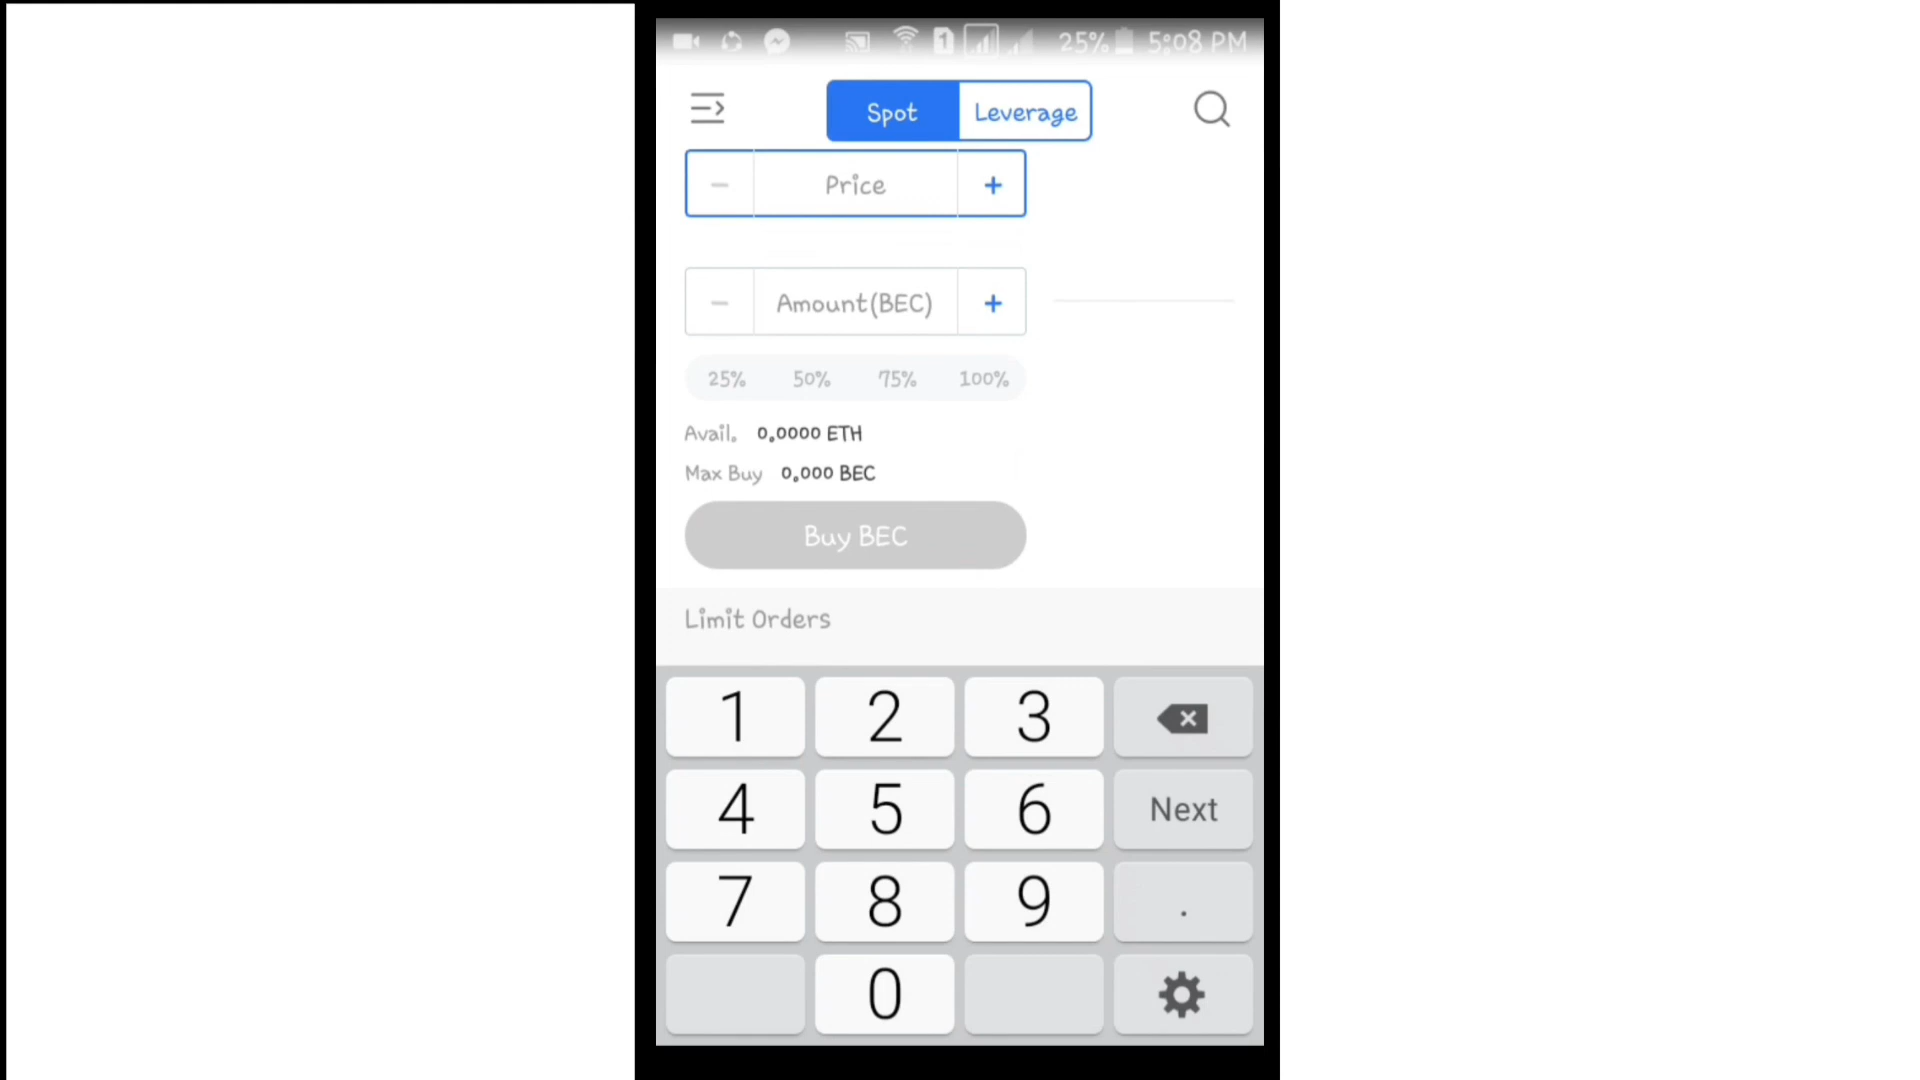 1 25% 5:08 PM
Spot Leverage
− Price +
− Amount(BEC) +
25% 50% 75% 100%
Avail. 0.0000 ETH
Max Buy 0.000 BEC
Buy BEC
Limit Orders
1 2 3
4 5 6 Next
7 8 9 .
0